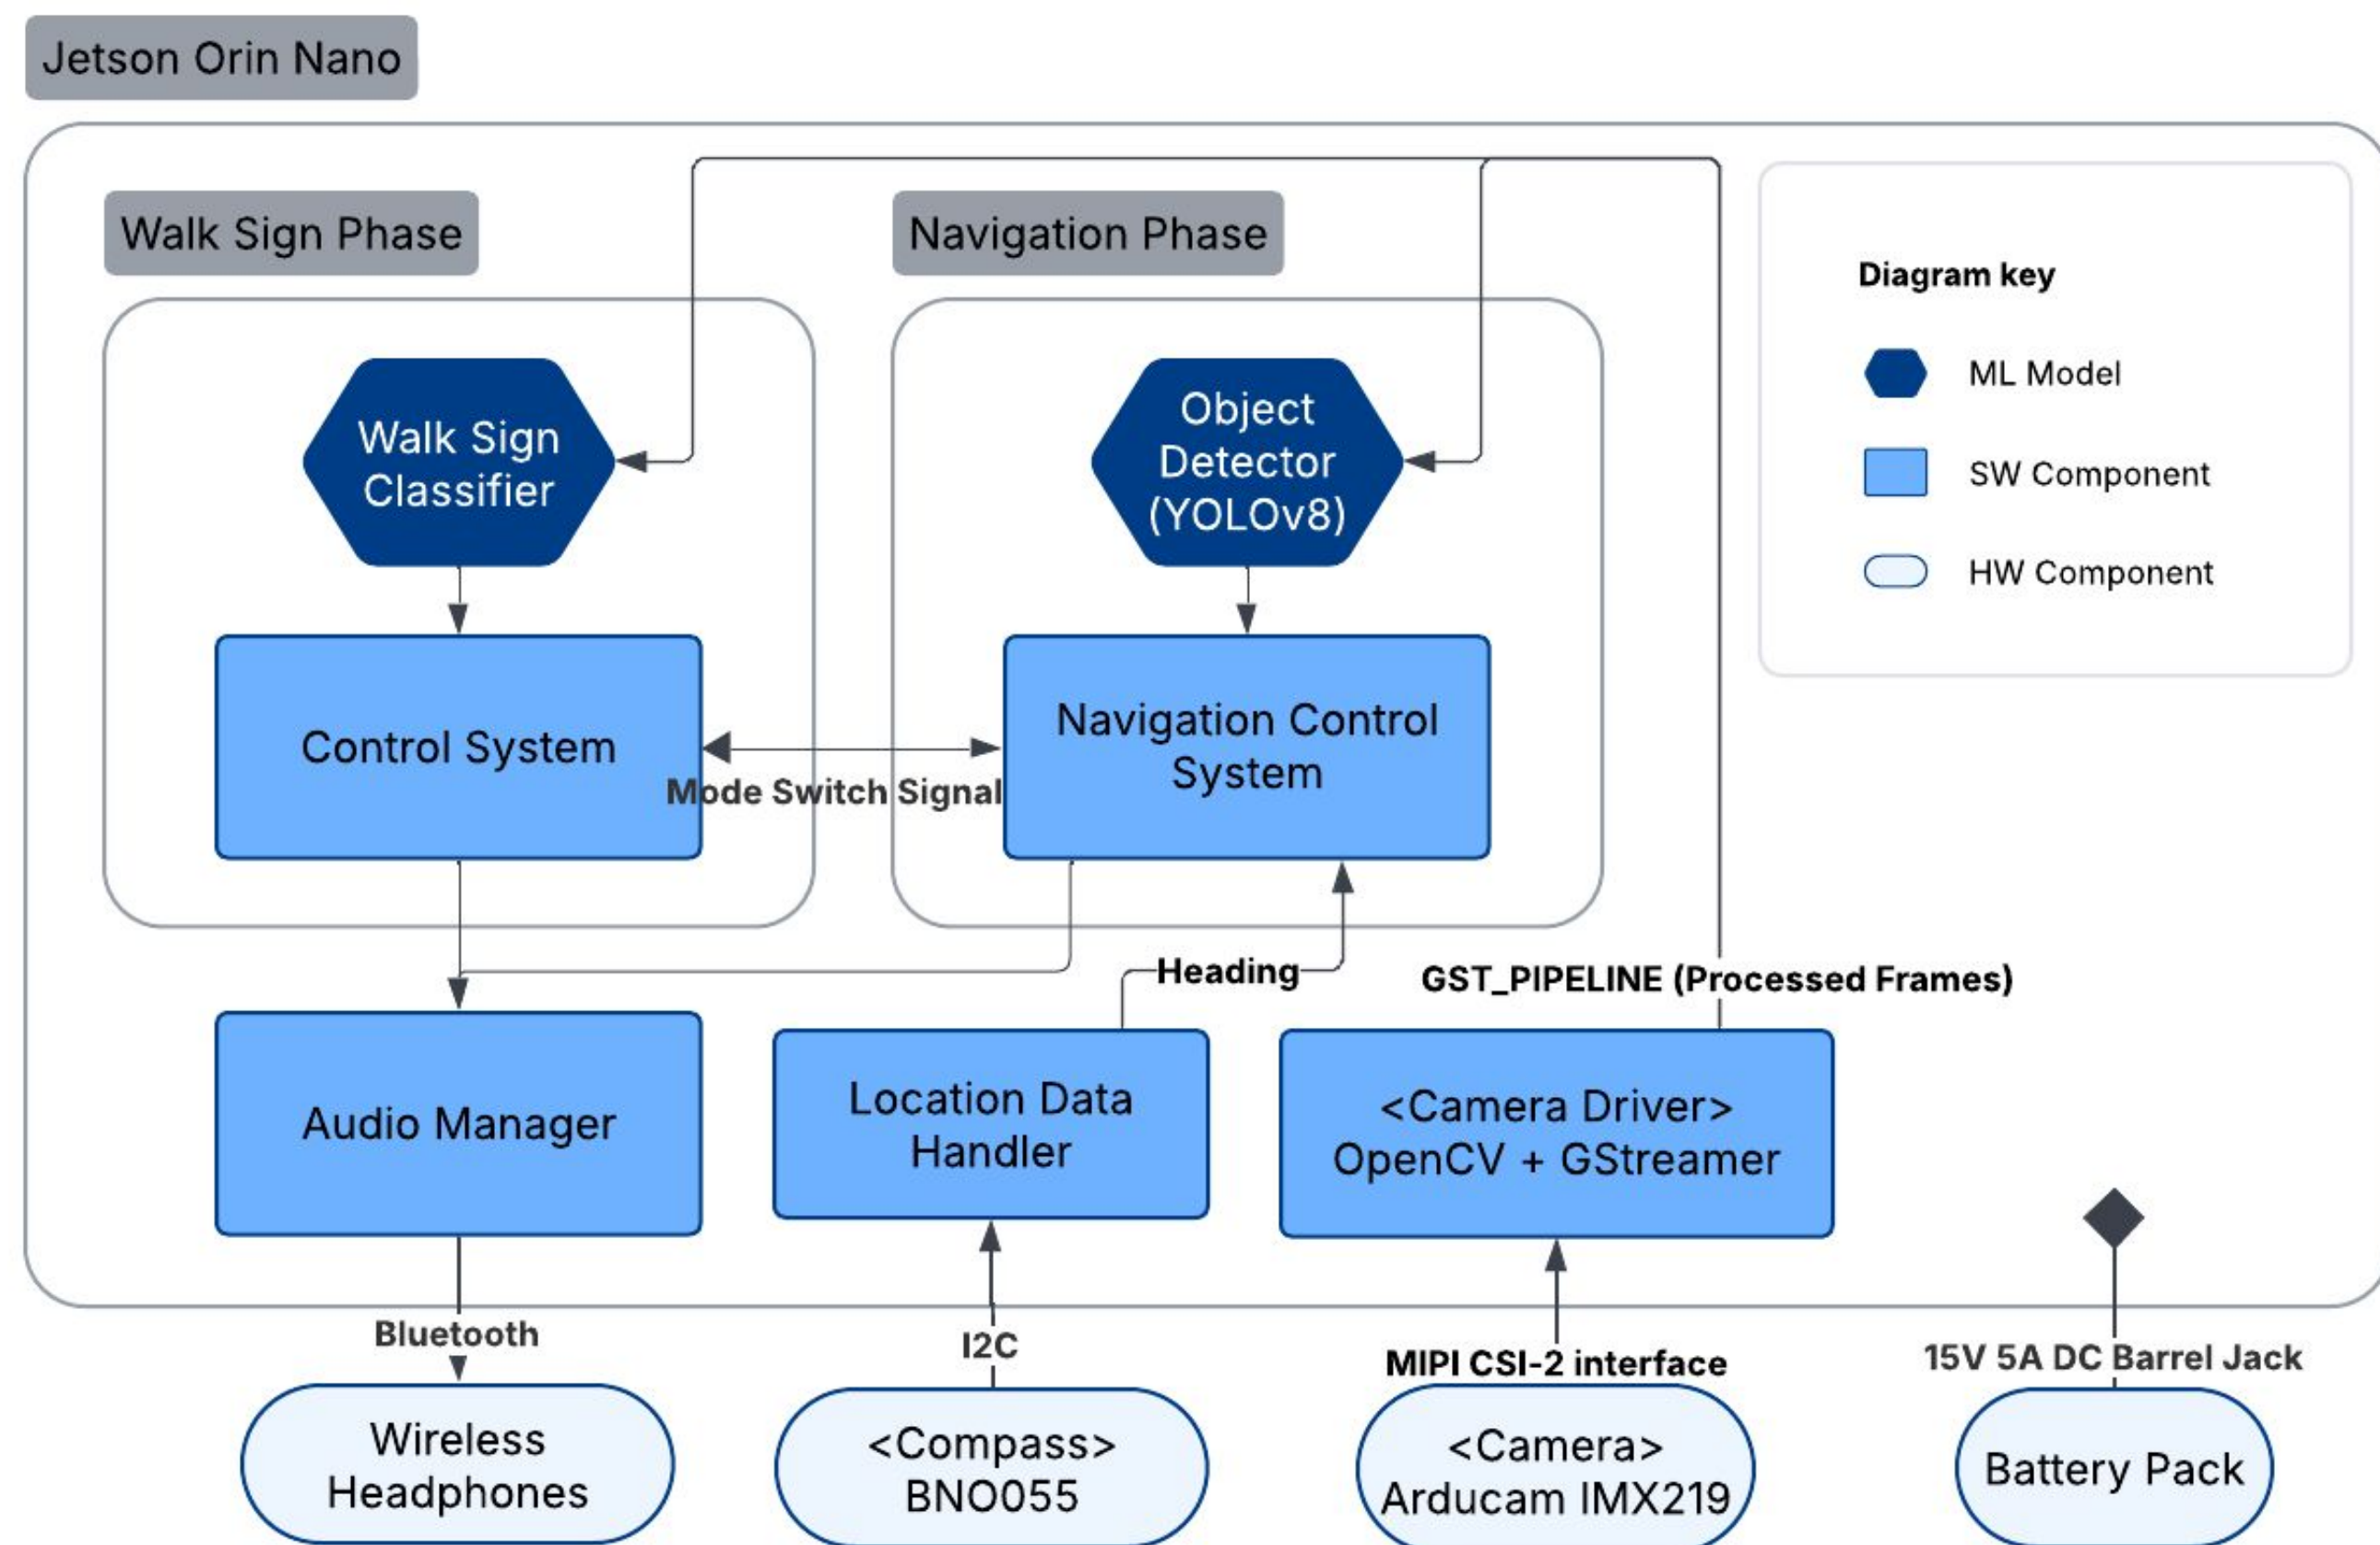 Jetson Orin Nano
Walk Sign Phase
Navigation Phase
Diagram key
ML Model
SW Component
HW Component
Walk Sign
Classifier
Object
Detector
(YOLOv8)
Control System
Mode Switch Signal
Navigation Control
System
Heading
GST_PIPELINE (Processed Frames)
Audio Manager
Location Data
Handler
<Camera Driver>
OpenCV + GStreamer
Bluetooth
I2C
MIPI CSI-2 interface
15V 5A DC Barrel Jack
Wireless
Headphones
<Compass>
BNO055
<Camera>
Arducam IMX219
Battery Pack